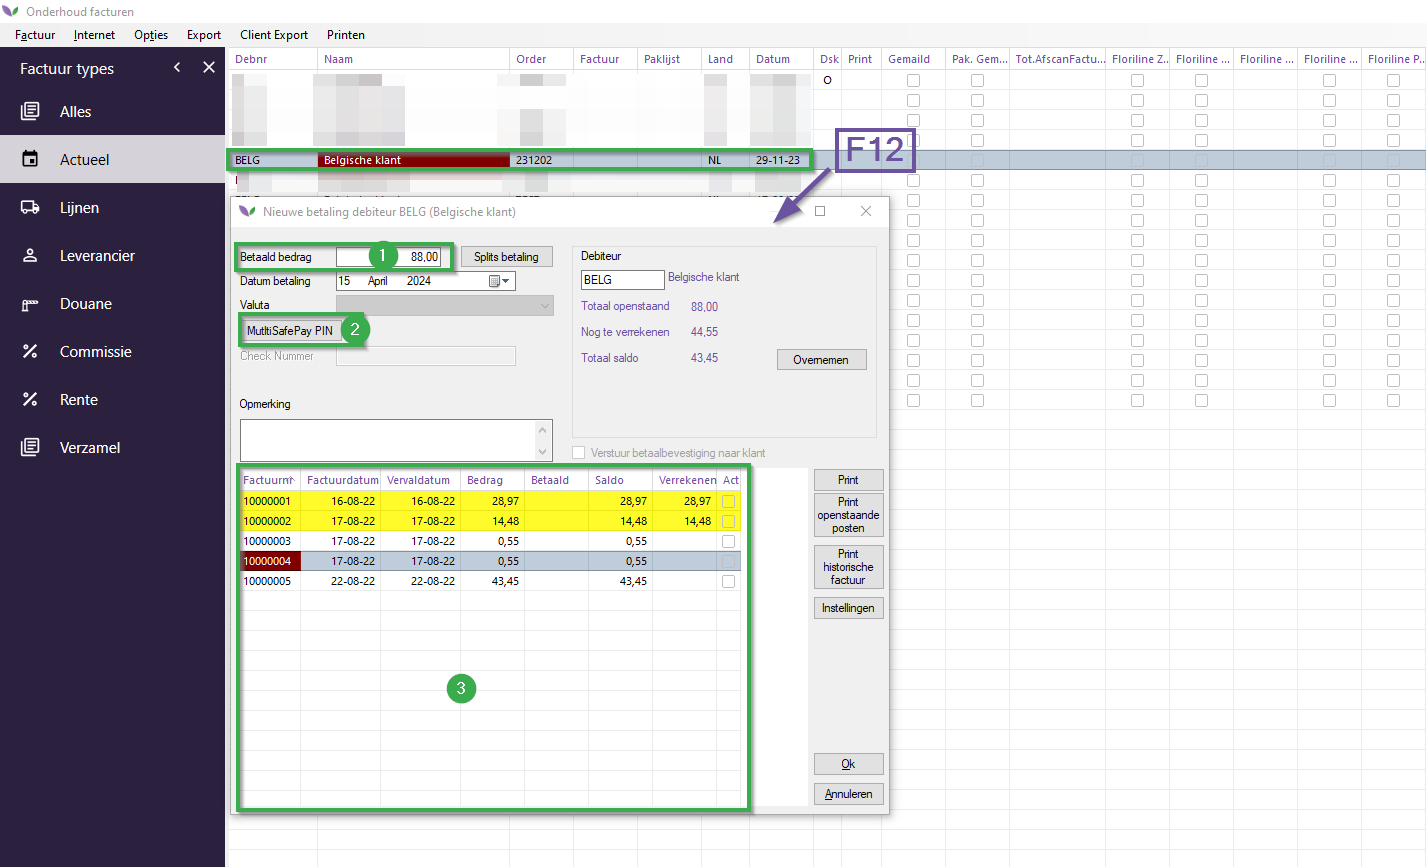 Onderhoud facturen
Factuur Internet Opties Export Client Export Printen
Factuur types
Alles
Actueel
Lijnen
Leverancier
Douane
Commissie
Rente
Verzamel
Debnr Naam Order Factuur Paklijst Land Datum Dsk Print Gemaild Pak. Gem... Tot.AfscanFactu... Floriline Z... Floriline ... Floriline ... Floriline ... Floriline P...
O
BELG Belgische klant 231202 NL 29-11-23
F12
Nieuwe betaling debiteur BELG (Belgische klant)
Betaald bedrag 1 88,00 Splits betaling
Datum betaling 15 April 2024
Valuta
MutltiSafePay PIN 2
Check Nummer
Opmerking
Debiteur
BELG Belgische klant
Totaal openstaand 88,00
Nog te verrekenen 44,55
Totaal saldo 43,45
Overnemen
Verstuur betaalbevestiging naar klant
Factuurnr Factuurdatum Vervaldatum Bedrag Betaald Saldo Verrekenen Act
10000001 16-08-22 16-08-22 28,97 28,97 28,97
10000002 17-08-22 17-08-22 14,48 14,48 14,48
10000003 17-08-22 17-08-22 0,55 0,55
10000004 17-08-22 17-08-22 0,55 0,55
10000005 22-08-22 22-08-22 43,45 43,45
3
Print
Print
openstaande
posten
Print
historische
factuur
Instellingen
Ok
Annuleren